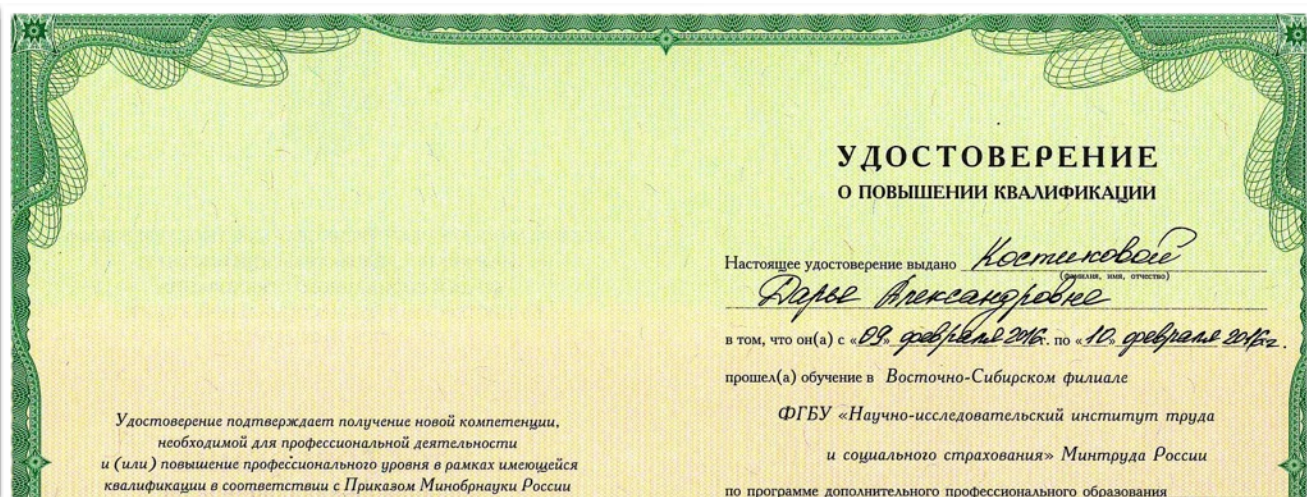 УДОСТОВЕРЕНИЕ
О ПОВЫШЕНИИ КВАЛИФИКАЦИИ
Настоящее удостоверение выдано Костиковой
(фамилия, имя, отчество)
Дарье Александровне
в том, что он(а) с «09» февраля 2016г. по «10» февраля 2016г.
прошел(а) обучение в Восточно-Сибирском филиале
ФГБУ «Научно-исследовательский институт труда
и социального страхования» Минтруда России
по программе дополнительного профессионального образования
Удостоверение подтверждает получение новой компетенции,
необходимой для профессиональной деятельности
и (или) повышение профессионального уровня в рамках имеющейся
квалификации в соответствии с Приказом Минобрнауки России